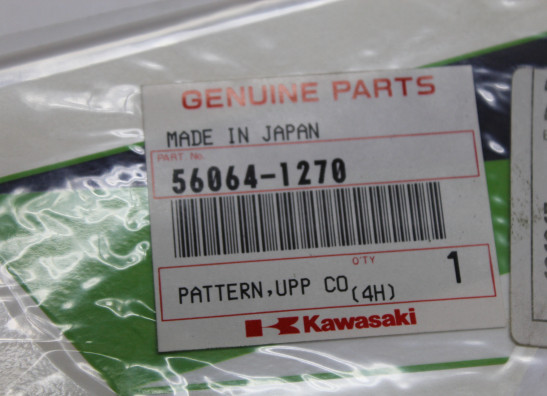 GENUINE PARTS
MADE IN JAPAN
PART No.
56064-1270
Q'TY
1
PATTERN,UPP CO(4H)
Kawasaki